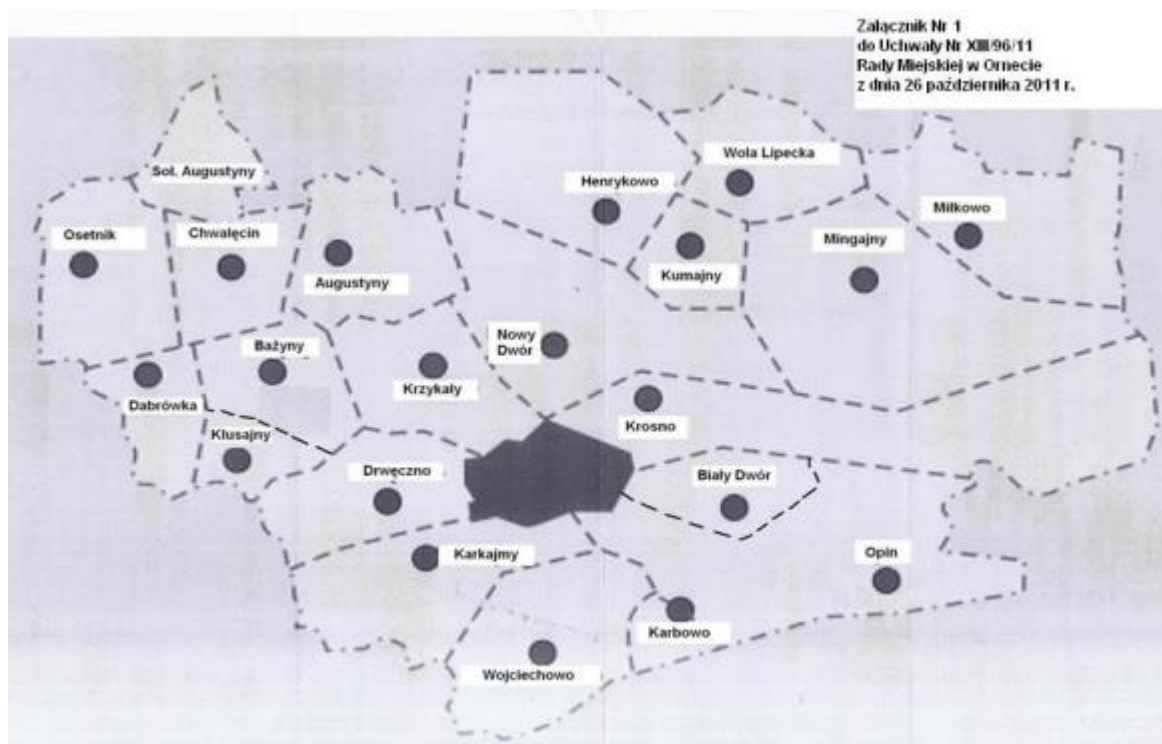 Załącznik Nr 1
do Uchwały Nr XIII/96/11
Rady Miejskiej w Ornecie
z dnia 26 października 2011 r.
Wola Lipecka
Soł. Augustyny
Henrykowo
Miłkowo
Osetnik
Chwalęcin
Mingajny
Kumajny
Augustyny
Nowy
Dwór
Bażyny
Krzykały
Dabrówka
Krosno
Klusajny
Drwęczno
Biały Dwór
Karkajmy
Opin
Karbowo
Wojciechowo